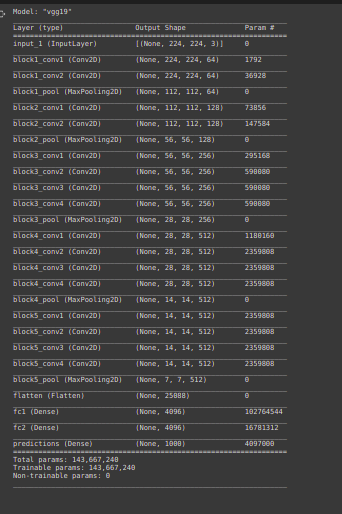 Model: "vgg19"
Layer (type) Output Shape Param #
input_1 (InputLayer) [(None, 224, 224, 3)] 0
block1_conv1 (Conv2D) (None, 224, 224, 64) 1792
block1_conv2 (Conv2D) (None, 224, 224, 64) 36928
block1_pool (MaxPooling2D) (None, 112, 112, 64) 0
block2_conv1 (Conv2D) (None, 112, 112, 128) 73856
block2_conv2 (Conv2D) (None, 112, 112, 128) 147584
block2_pool (MaxPooling2D) (None, 56, 56, 128) 0
block3_conv1 (Conv2D) (None, 56, 56, 256) 295168
block3_conv2 (Conv2D) (None, 56, 56, 256) 590080
block3_conv3 (Conv2D) (None, 56, 56, 256) 590080
block3_conv4 (Conv2D) (None, 56, 56, 256) 590080
block3_pool (MaxPooling2D) (None, 28, 28, 256) 0
block4_conv1 (Conv2D) (None, 28, 28, 512) 1180160
block4_conv2 (Conv2D) (None, 28, 28, 512) 2359808
block4_conv3 (Conv2D) (None, 28, 28, 512) 2359808
block4_conv4 (Conv2D) (None, 28, 28, 512) 2359808
block4_pool (MaxPooling2D) (None, 14, 14, 512) 0
block5_conv1 (Conv2D) (None, 14, 14, 512) 2359808
block5_conv2 (Conv2D) (None, 14, 14, 512) 2359808
block5_conv3 (Conv2D) (None, 14, 14, 512) 2359808
block5_conv4 (Conv2D) (None, 14, 14, 512) 2359808
block5_pool (MaxPooling2D) (None, 7, 7, 512) 0
flatten (Flatten) (None, 25088) 0
fc1 (Dense) (None, 4096) 102764544
fc2 (Dense) (None, 4096) 16781312
predictions (Dense) (None, 1000) 4097000
Total params: 143,667,240
Trainable params: 143,667,240
Non-trainable params: 0